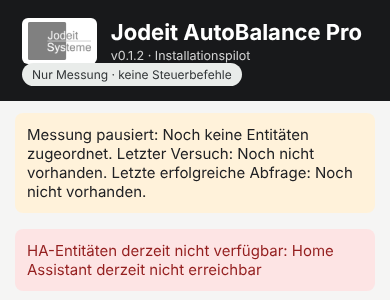 Jodeit
Systeme
Jodeit AutoBalance Pro
v0.1.2 · Installationspilot
Nur Messung · keine Steuerbefehle
Messung pausiert: Noch keine Entitäten
zugeordnet. Letzter Versuch: Noch nicht
vorhanden. Letzte erfolgreiche Abfrage: Noch
nicht vorhanden.
HA-Entitäten derzeit nicht verfügbar: Home
Assistant derzeit nicht erreichbar